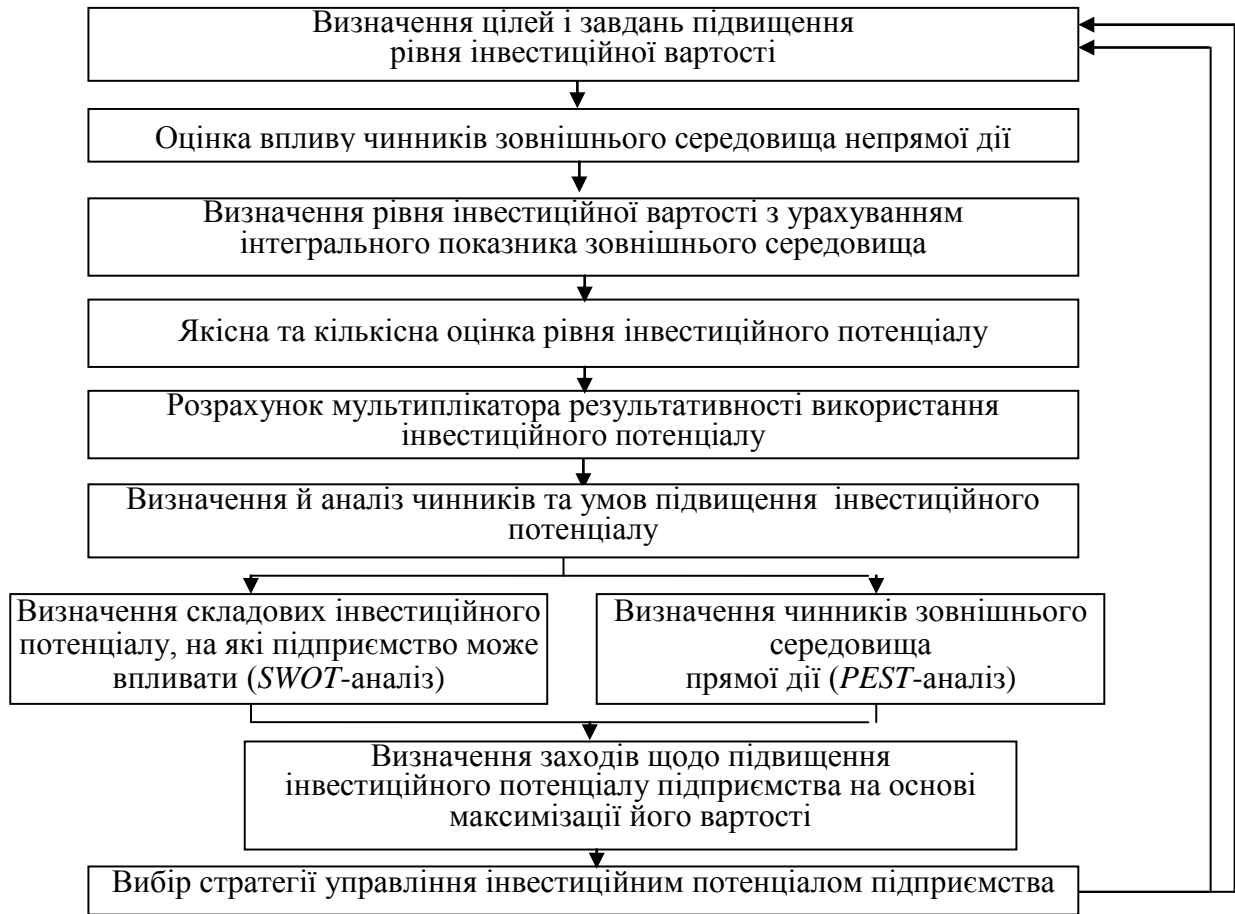 Визначення цілей і завдань підвищення
рівня інвестиційної вартості
Оцінка впливу чинників зовнішнього середовища непрямої дії
Визначення рівня інвестиційної вартості з урахуванням
інтегрального показника зовнішнього середовища
Якісна та кількісна оцінка рівня інвестиційного потенціалу
Розрахунок мультиплікатора результативності використання
інвестиційного потенціалу
Визначення й аналіз чинників та умов підвищення інвестиційного
потенціалу
Визначення складових інвестиційного
потенціалу, на які підприємство може
впливати (SWOT-аналіз)
Визначення чинників зовнішнього
середовища
прямої дії (PEST-аналіз)
Визначення заходів щодо підвищення
інвестиційного потенціалу підприємства на основі
максимізації його вартості
Вибір стратегії управління інвестиційним потенціалом підприємства